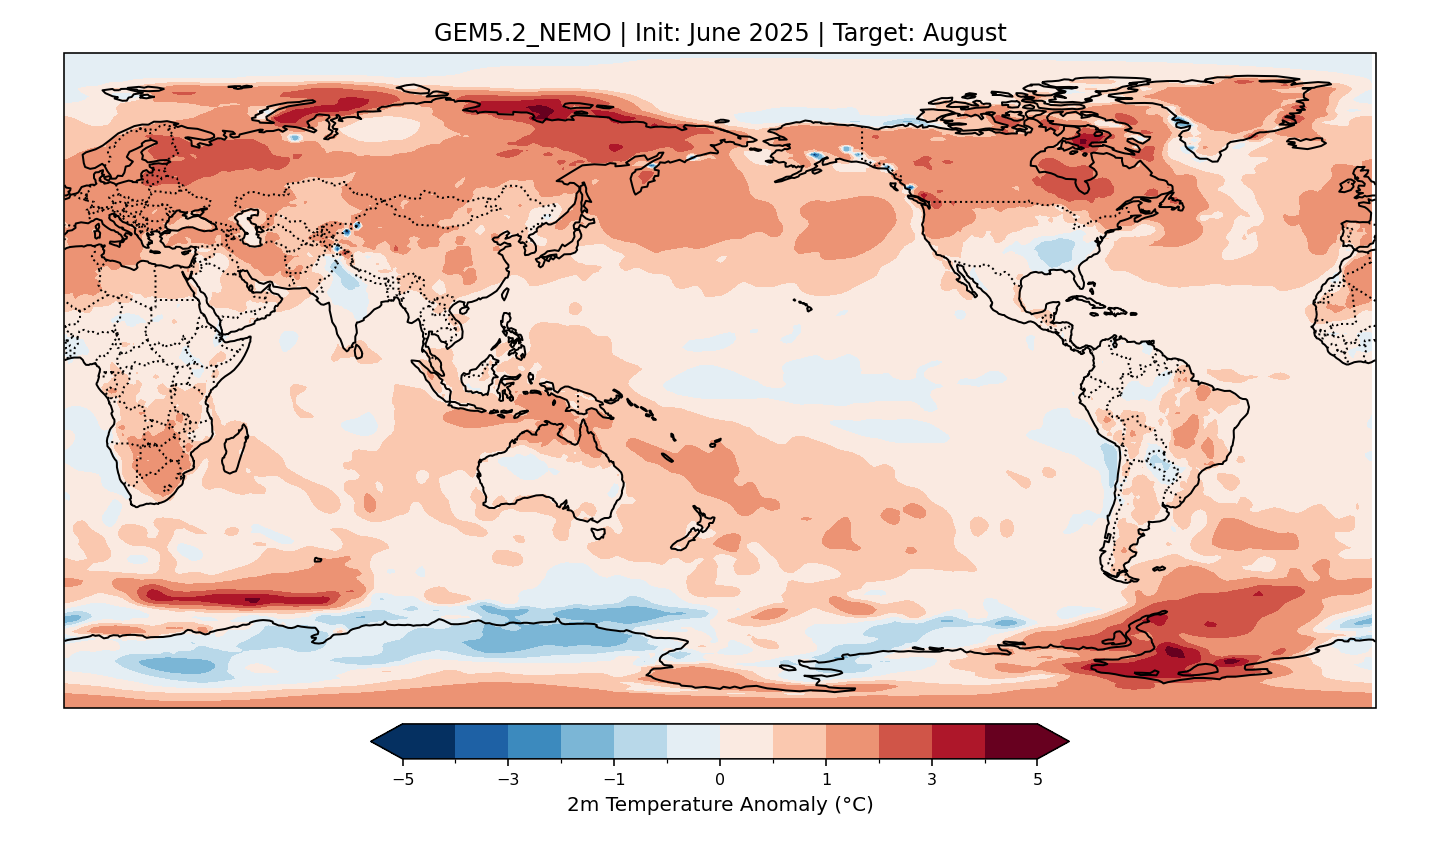 GEM5.2_NEMO | Init: June 2025 | Target: August
−5 −3 −1 0 1 3 5
2m Temperature Anomaly (°C)